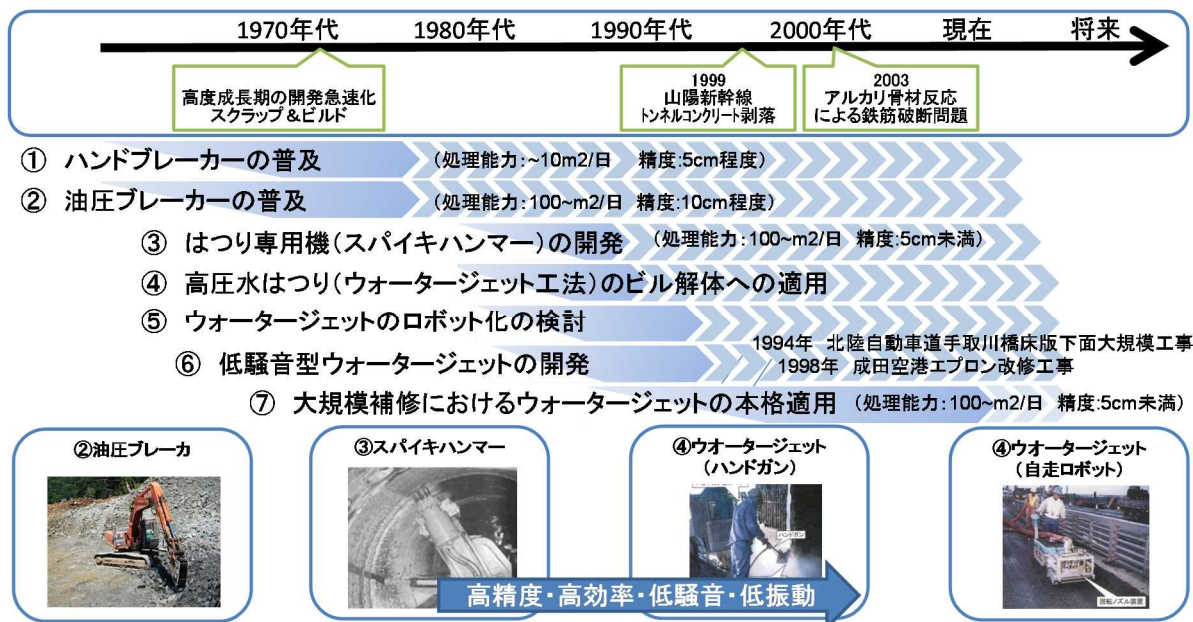 1970年代 1980年代 1990年代 2000年代 現在 将来
高度成長期の開発急速化
スクラップ&ビルド
1999
山陽新幹線
トンネルコンクリート剥落
2003
アルカリ骨材反応
による鉄筋破断問題
① ハンドブレーカーの普及 (処理能力:~10m2/日 精度:5cm程度)
② 油圧ブレーカーの普及 (処理能力:100~m2/日 精度:10cm程度)
③ はつり専用機(スパイキハンマー)の開発 (処理能力:100~m2/日 精度:5cm未満)
④ 高圧水はつり(ウォータージェット工法)のビル解体への適用
⑤ ウォータージェットのロボット化の検討
1994年 北陸自動車道手取川橋床版下面大規模工事
⑥ 低騒音型ウォータージェットの開発
1998年 成田空港エプロン改修工事
⑦ 大規模補修におけるウォータージェットの本格適用 (処理能力:100~m2/日 精度:5cm未満)
②油圧ブレーカ
③スパイキハンマー
④ウオータージェット
(ハンドガン)
ハンドガン
④ウオータージェット
(自走ロボット)
回転ノズル装置
高精度・高効率・低騒音・低振動